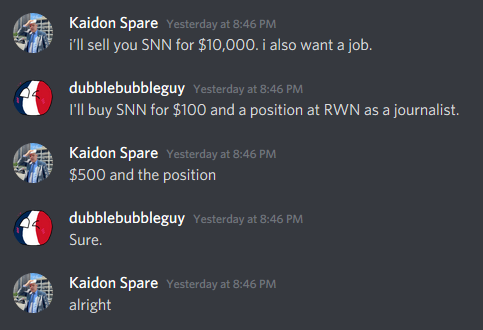 Kaidon Spare Yesterday at 8:46 PM
i'll sell you SNN for $10,000. i also want a job.
dubblebubbleguy Yesterday at 8:46 PM
I'll buy SNN for $100 and a position at RWN as a journalist.
Kaidon Spare Yesterday at 8:46 PM
$500 and the position
dubblebubbleguy Yesterday at 8:46 PM
Sure.
Kaidon Spare Yesterday at 8:46 PM
alright